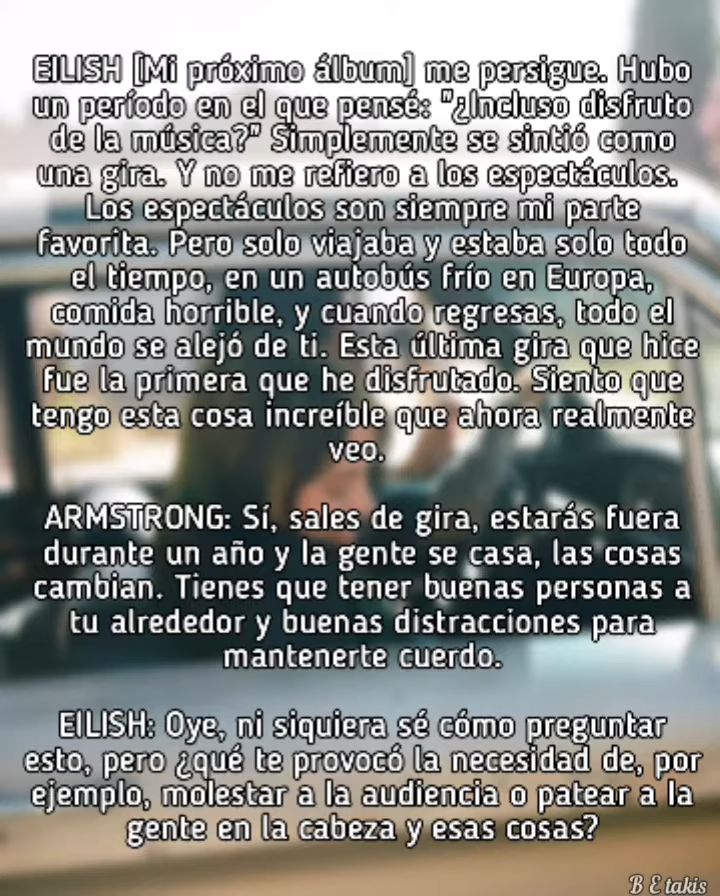 EILISH [Mi próximo álbum] me persigue. Hubo
un período en el que pensé: "¿Incluso disfruto
de la música?" Simplemente se sintió como
una gira. Y no me refiero a los espectáculos.
Los espectáculos son siempre mi parte
favorita. Pero solo viajaba y estaba solo todo
el tiempo, en un autobús frío en Europa,
comida horrible, y cuando regresas, todo el
mundo se alejó de ti. Esta última gira que hice
fue la primera que he disfrutado. Siento que
tengo esta cosa increíble que ahora realmente
veo.
ARMSTRONG: Sí, sales de gira, estarás fuera
durante un año y la gente se casa, las cosas
cambian. Tienes que tener buenas personas a
tu alrededor y buenas distracciones para
mantenerte cuerdo.
EILISH: Oye, ni siquiera sé cómo preguntar
esto, pero ¿qué te provocó la necesidad de, por
ejemplo, molestar a la audiencia o patear a la
gente en la cabeza y esas cosas?
B E takis